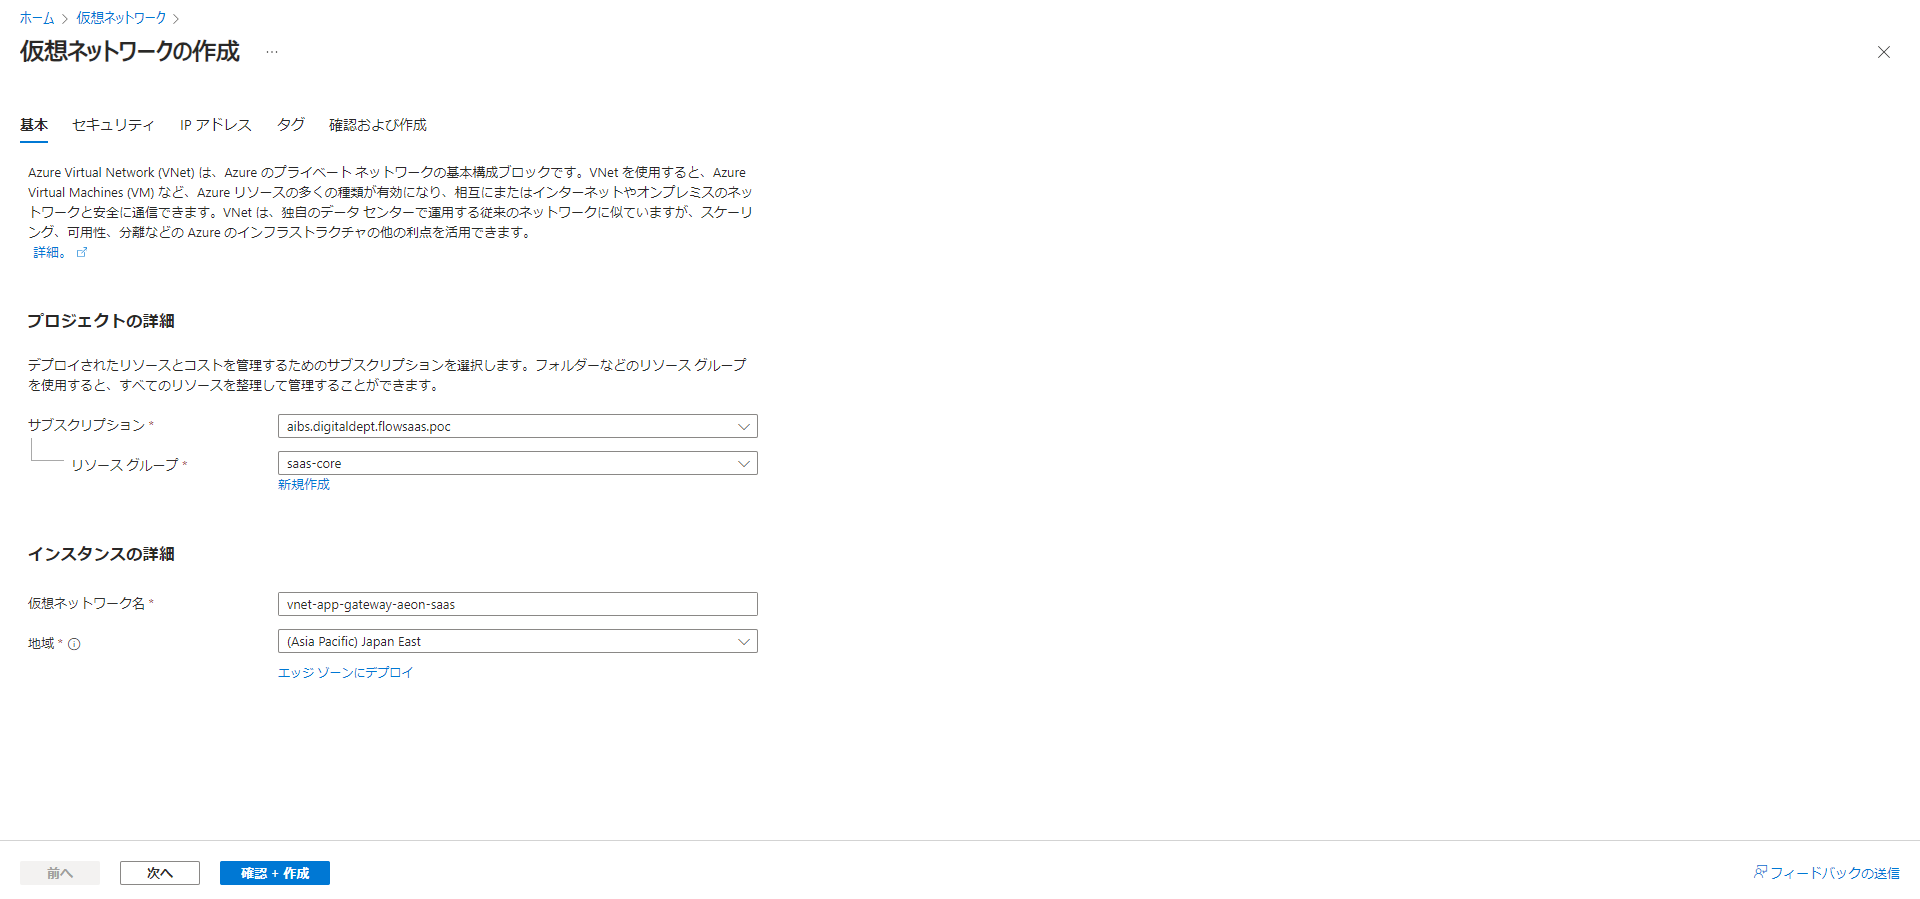 ホーム > 仮想ネットワーク >
仮想ネットワークの作成 …
基本 セキュリティ IP アドレス タグ 確認および作成
Azure Virtual Network (VNet) は、Azure のプライベート ネットワークの基本構成ブロックです。VNet を使用すると、Azure
Virtual Machines (VM) など、Azure リソースの多くの種類が有効になり、相互にまたはインターネットやオンプレミスのネッ
トワークと安全に通信できます。VNet は、独自のデータ センターで運用する従来のネットワークに似ていますが、スケーリ
ング、可用性、分離などの Azure のインフラストラクチャの他の利点を活用できます。
詳細。
プロジェクトの詳細
デプロイされたリソースとコストを管理するためのサブスクリプションを選択します。フォルダーなどのリソース グループ
を使用すると、すべてのリソースを整理して管理することができます。
サブスクリプション * aibs.digitaldept.flowsaas.poc
リソース グループ * saas-core
新規作成
インスタンスの詳細
仮想ネットワーク名 * vnet-app-gateway-aeon-saas
地域 * (Asia Pacific) Japan East
エッジ ゾーンにデプロイ
前へ 次へ 確認 + 作成 フィードバックの送信